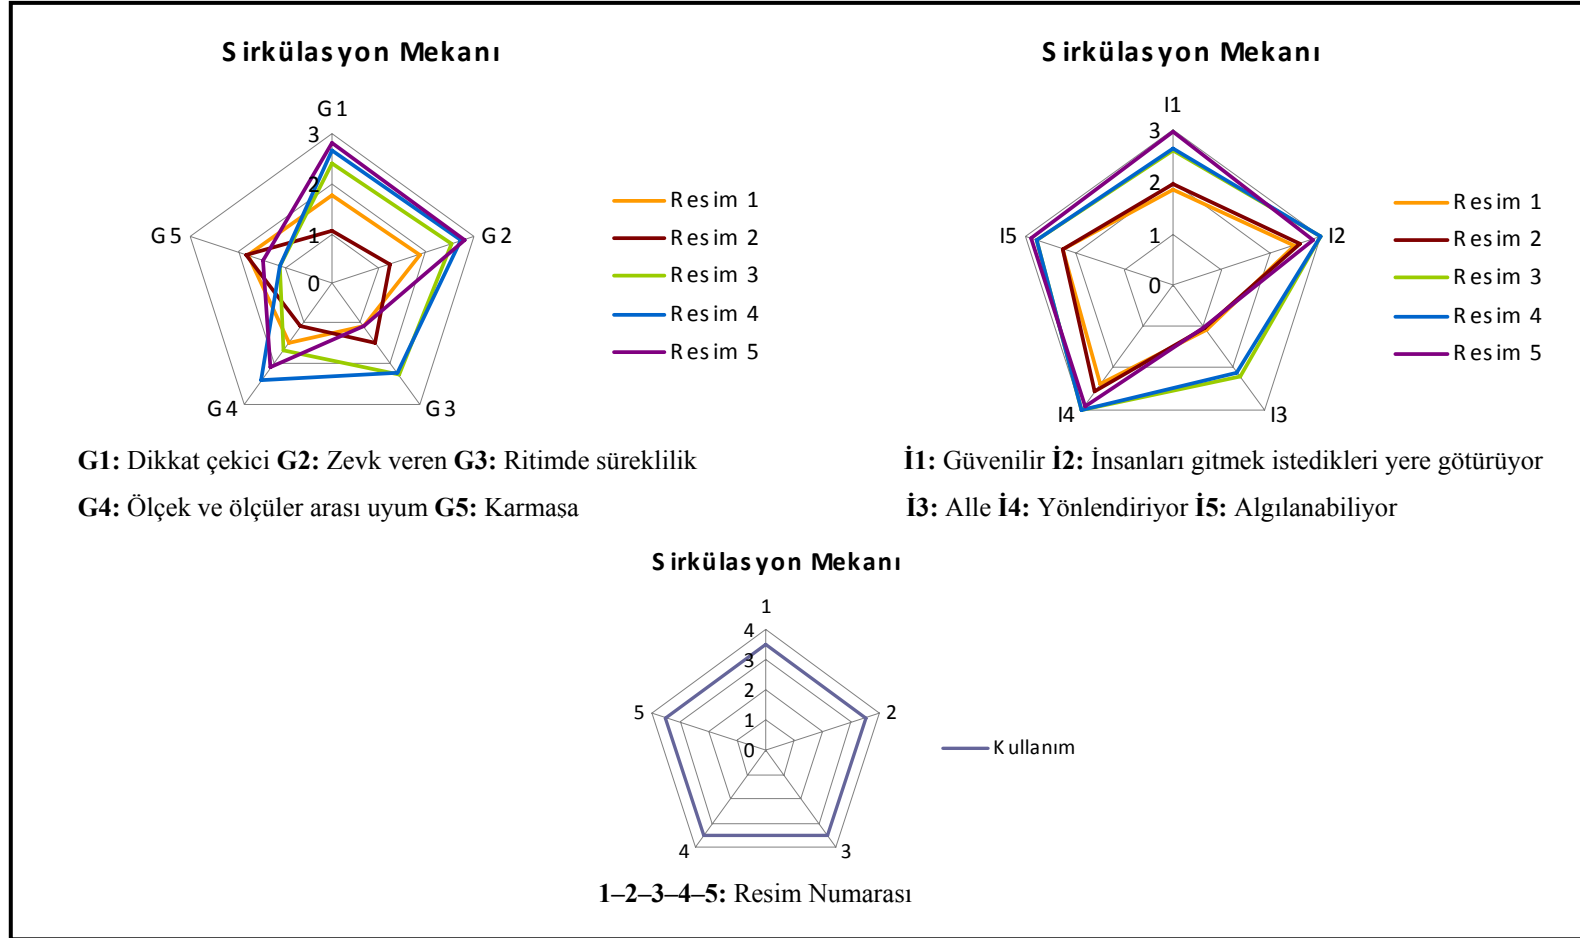 Sirkülasyon Mekanı
G1
3
2
1
0
G5
G2
G4
G3
Resim 1
Resim 2
Resim 3
Resim 4
Resim 5
G1: Dikkat çekici G2: Zevk veren G3: Ritimde süreklilik
G4: Ölçek ve ölçüler arası uyum G5: Karmaşa
Sirkülasyon Mekanı
I1
3
2
1
0
I5
I2
I4
I3
Resim 1
Resim 2
Resim 3
Resim 4
Resim 5
İ1: Güvenilir İ2: İnsanları gitmek istedikleri yere götürüyor
İ3: Alle İ4: Yönlendiriyor İ5: Algılanabiliyor
Sirkülasyon Mekanı
1
4
3
2
1
0
5
2
4
3
Kullanım
1–2–3–4–5: Resim Numarası